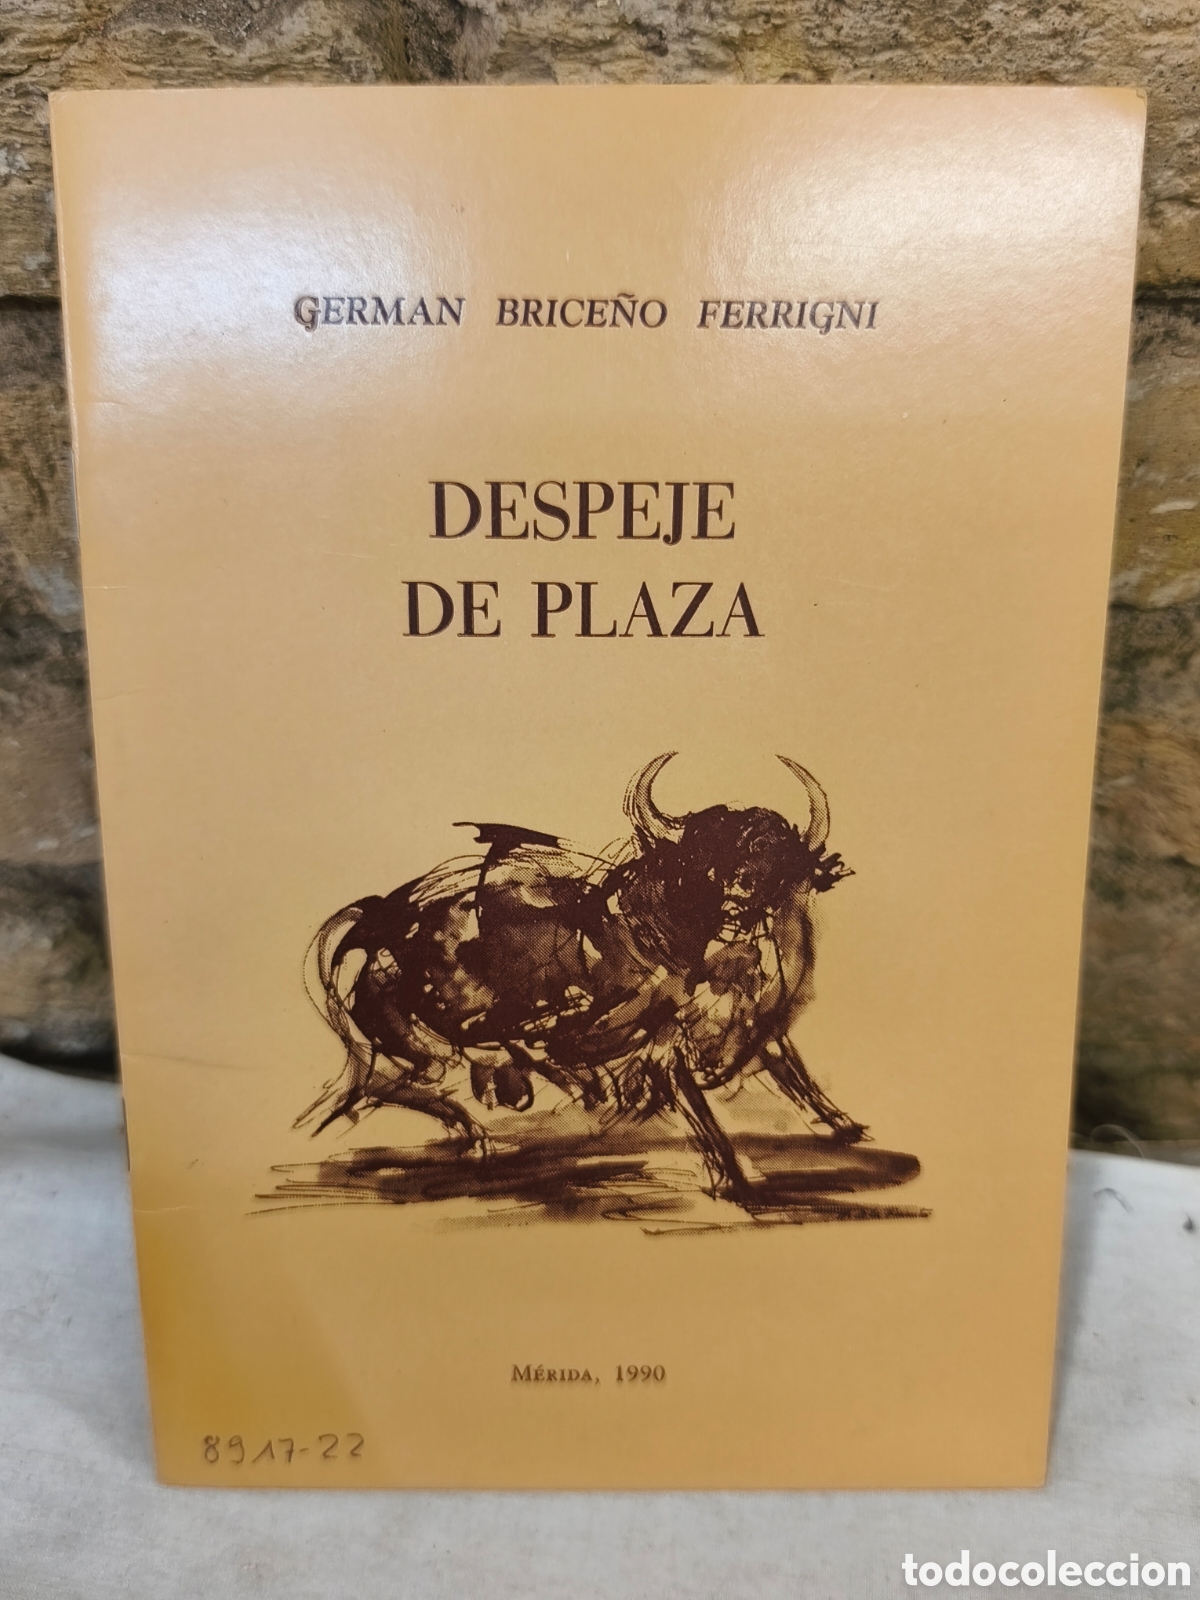 GERMAN BRICEÑO FERRIGNI
DESPEJE
DE PLAZA
MÉRIDA, 1990
8917-22
todocoleccion